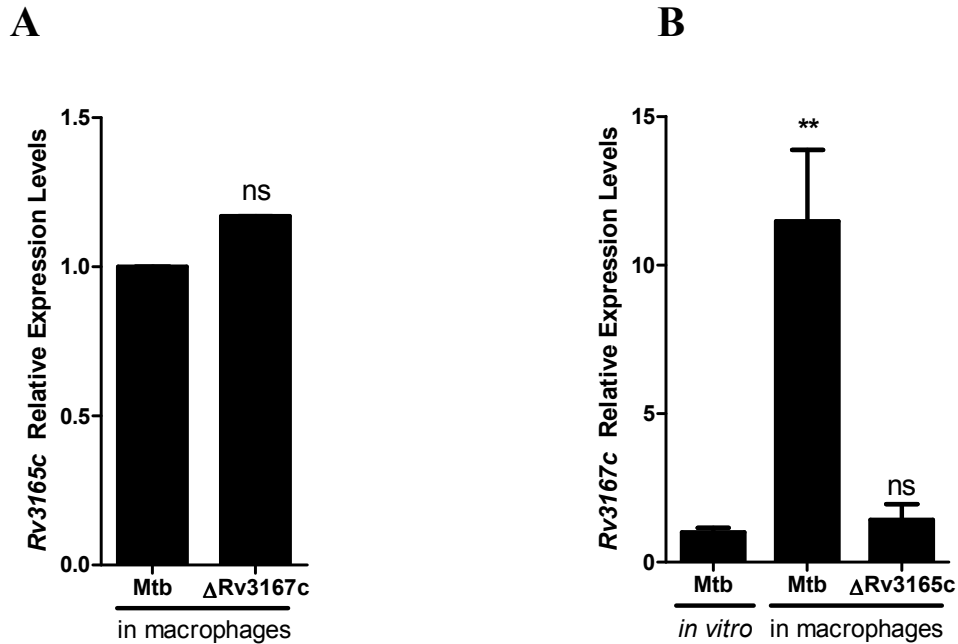 A
Rv3165c Relative Expression Levels
1.5
1.0
0.5
0.0
ns
Mtb ΔRv3167c
in macrophages
B
Rv3167c Relative Expression Levels
15
10
5
0
**
ns
Mtb Mtb ΔRv3165c
in vitro in macrophages